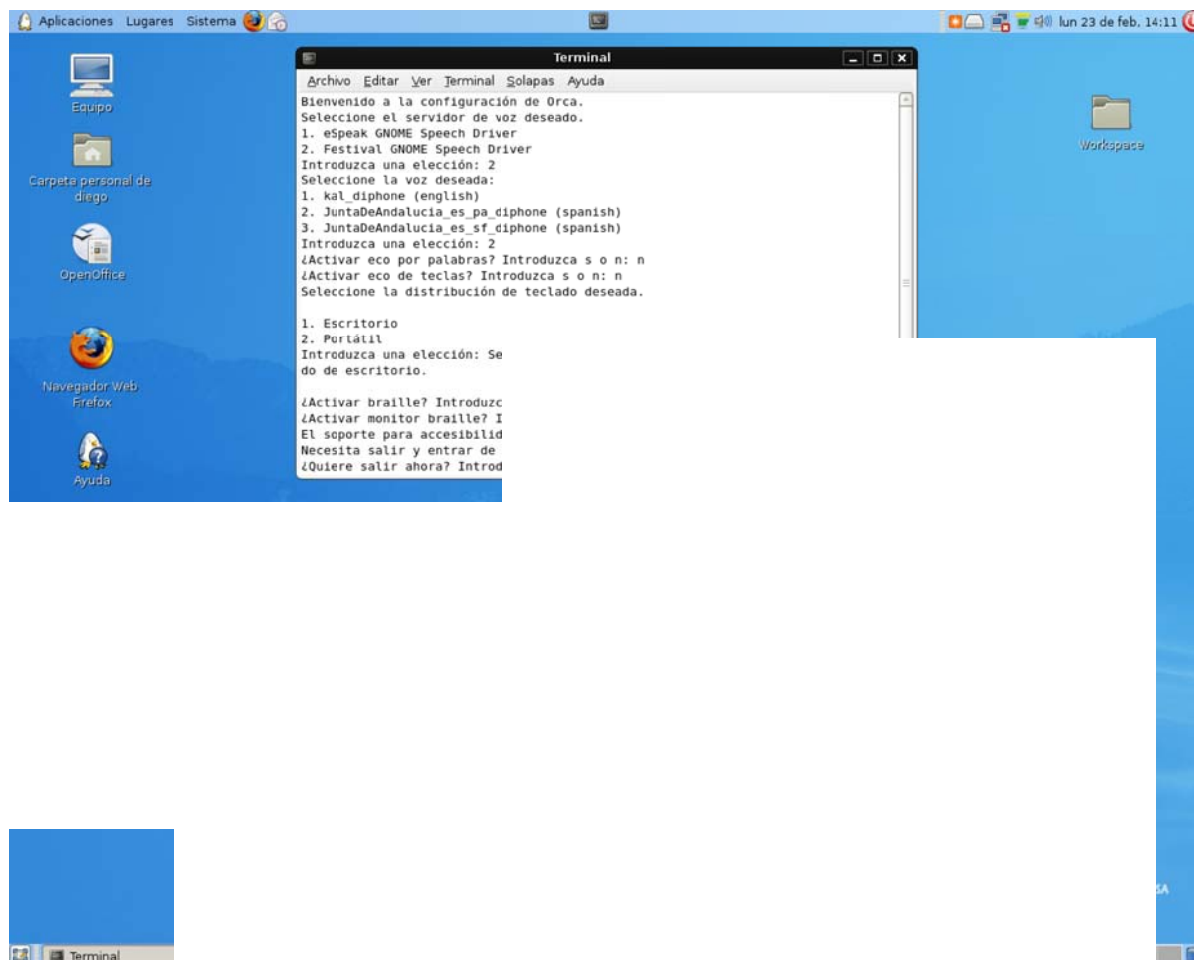 Aplicaciones Lugares Sistema
lun 23 de feb, 14:11
Equipo
Carpeta personal de
diego
OpenOffice
Navegador Web
Firefox
Ayuda
Workspace
Terminal
Archivo Editar Ver Terminal Solapas Ayuda
Bienvenido a la configuración de Orca.
Seleccione el servidor de voz deseado.
1. eSpeak GNOME Speech Driver
2. Festival GNOME Speech Driver
Introduzca una elección: 2
Seleccione la voz deseada:
1. kal_diphone (english)
2. JuntaDeAndalucia_es_pa_diphone (spanish)
3. JuntaDeAndalucia_es_sf_diphone (spanish)
Introduzca una elección: 2
¿Activar eco por palabras? Introduzca s o n: n
¿Activar eco de teclas? Introduzca s o n: n
Seleccione la distribución de teclado deseada.
1. Escritorio
2. Portátil
Introduzca una elección: Se
do de escritorio.
¿Activar braille? Introduzc
¿Activar monitor braille? I
El soporte para accesibilid
Necesita salir y entrar de
¿Quiere salir ahora? Introd
SA
Terminal